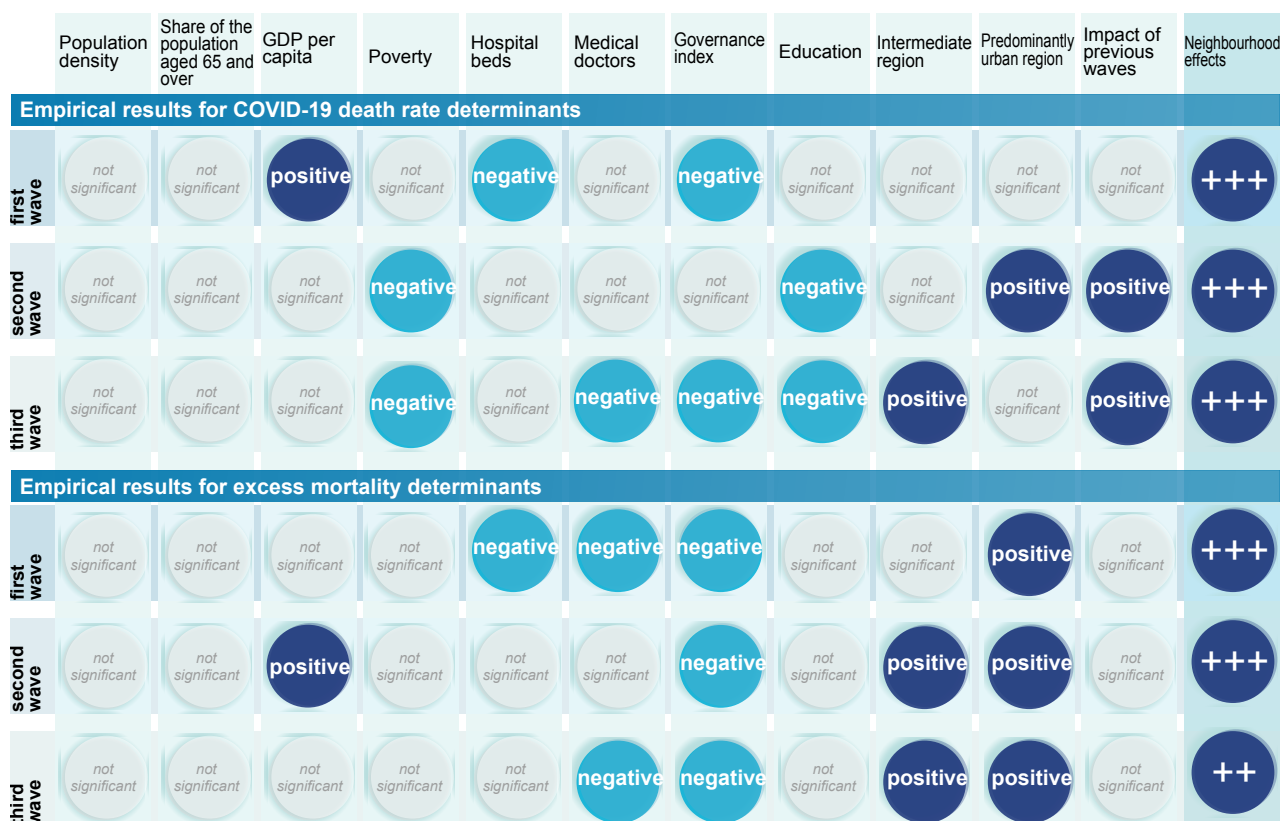 Population density
Share of the population aged 65 and over
GDP per capita
Poverty
Hospital beds
Medical doctors
Governance index
Education
Intermediate region
Predominantly urban region
Impact of previous waves
Neighbourhood effects
Empirical results for COVID-19 death rate determinants
first wave
not significant
not significant
positive
not significant
negative
not significant
negative
not significant
not significant
not significant
not significant
+++
second wave
not significant
not significant
not significant
negative
not significant
not significant
not significant
negative
not significant
positive
positive
+++
third wave
not significant
not significant
not significant
negative
not significant
negative
negative
negative
positive
not significant
positive
+++
Empirical results for excess mortality determinants
first wave
not significant
not significant
not significant
not significant
negative
negative
negative
not significant
not significant
positive
not significant
+++
second wave
not significant
not significant
positive
not significant
not significant
not significant
negative
not significant
positive
positive
not significant
+++
third wave
not significant
not significant
not significant
not significant
not significant
negative
negative
not significant
positive
positive
not significant
++